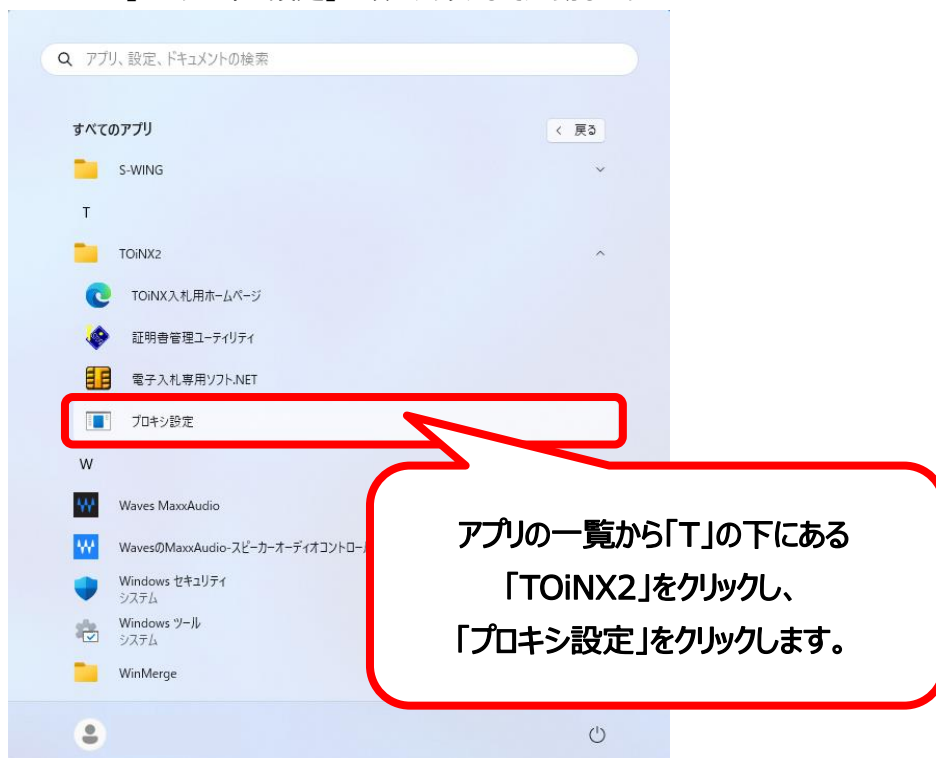 アプリ、設定、ドキュメントの検索
すべてのアプリ
< 戻る
S-WING
T
TOiNX2
TOiNX入札用ホームページ
証明書管理ユーティリティ
電子入札専用ソフト.NET
プロキシ設定
W
Waves MaxxAudio
WavesのMaxxAudio-スピーカーオーディオコントロー
Windows セキュリティ
システム
Windows ツール
システム
WinMerge
アプリの一覧から「T」の下にある
「TOiNX2」をクリックし、
「プロキシ設定」をクリックします。